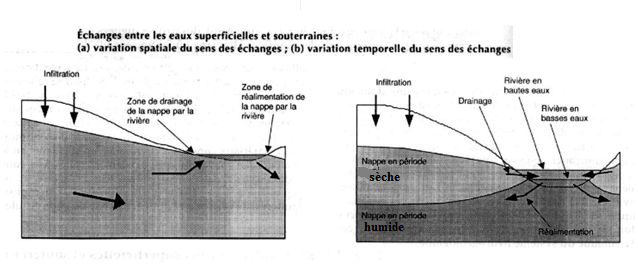 Échanges entre les eaux superficielles et souterraines :
(a) variation spatiale du sens des échanges ; (b) variation temporelle du sens des échanges
Infiltration
Zone de drainage
de la nappe par la
rivière
Zone de
réalimentation de
la nappe par la
rivière
Infiltration
Drainage
Rivière en
hautes eaux
Rivière en
basses eaux
Nappe en période
sèche
Nappe en période
humide
Réalimentation